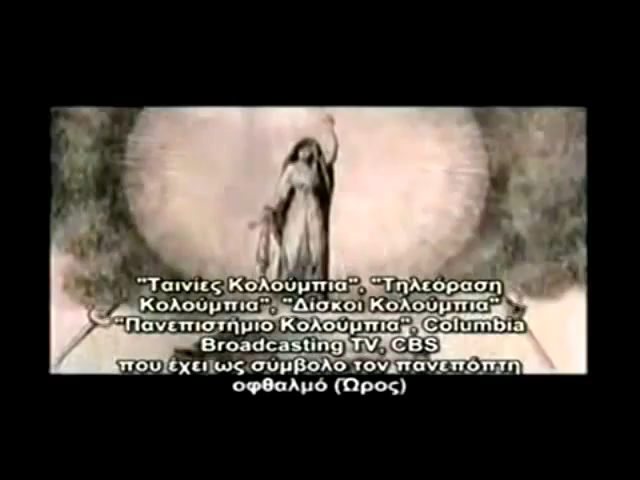 "Ταινίες Κολούμπια", "Τηλεόραση
Κολούμπια", "Δίσκοι Κολούμπια"
"Πανεπιστήμιο Κολούμπια", Columbia
Broadcasting TV, CBS
που έχει ως σύμβολο τον πανεπόπτη
οφθαλμό (Ώρος)